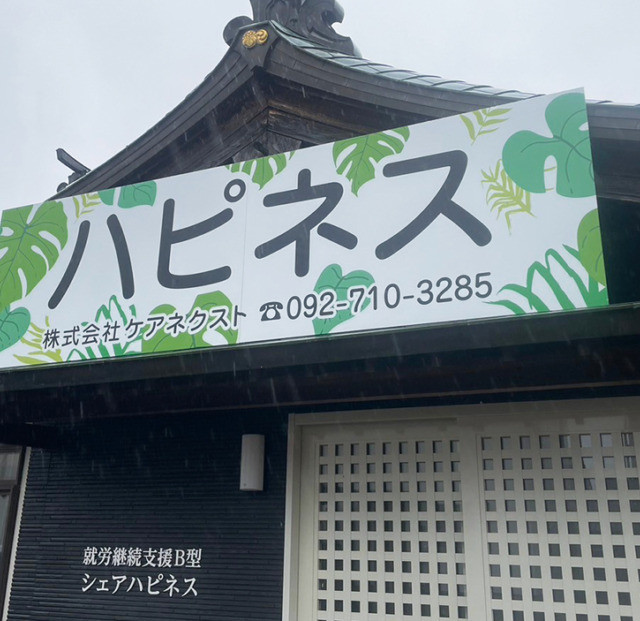 ハピネス
株式会社 ケアネクスト ☎092-710-3285
就労継続支援B型
シェアハピネス